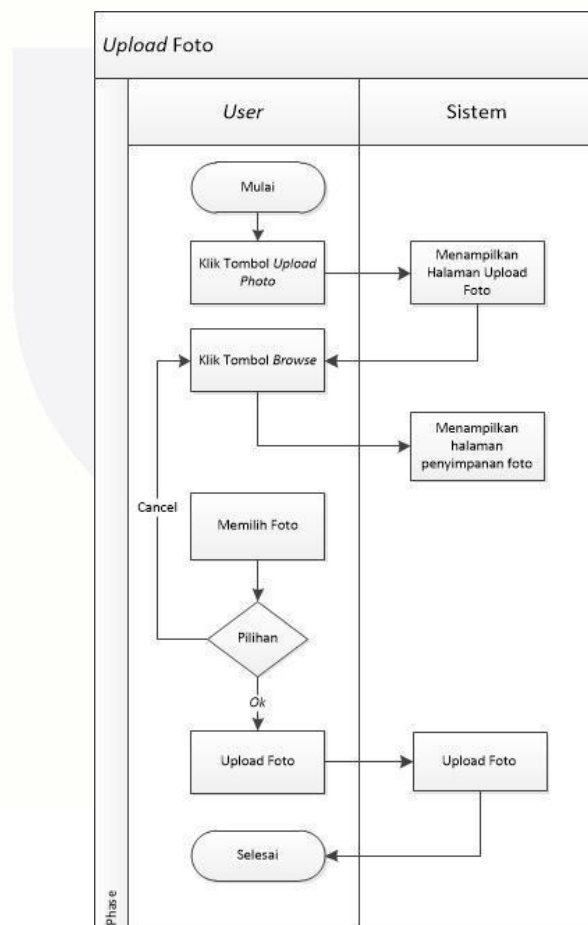 Upload Foto
User
Sistem
Mulai
Klik Tombol Upload
Photo
Menampilkan
Halaman Upload
Foto
Klik Tombol Browse
Menampilkan
halaman
penyimpanan foto
Cancel
Memilih Foto
Pilihan
Ok
Upload Foto
Upload Foto
Selesai
Phase